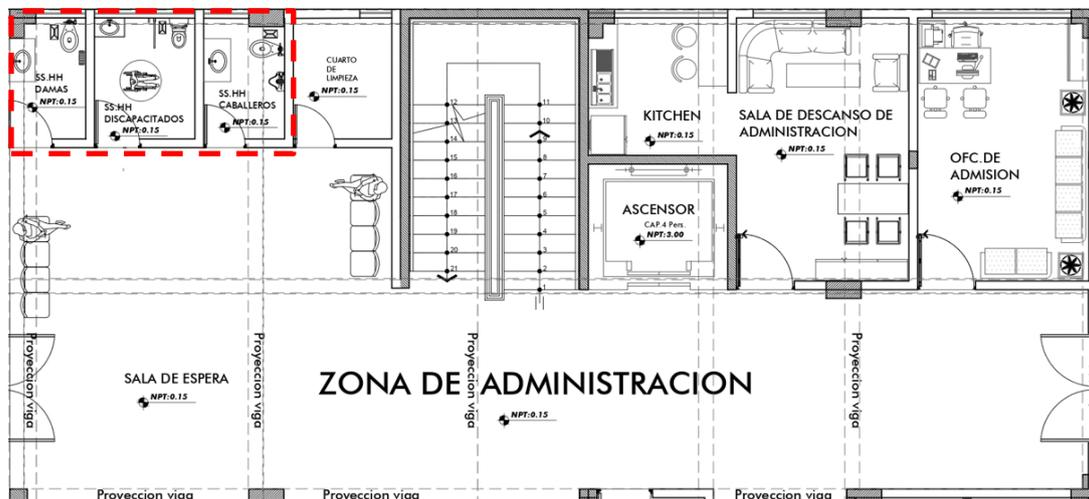 SS.HH
DAMAS
NPT:0.15
SS.HH
DISCAPACITADOS
NPT:0.15
SS.HH
CABALLEROS
NPT:0.15
CUARTO
DE
LIMPIEZA
NPT:0.15
12
13
14
15
16
17
18
19
20
21
11
10
9
8
7
6
5
4
3
2
1
KITCHEN
NPT:0.15
SALA DE DESCANSO DE
ADMINISTRACION
NPT:0.15
OFC.DE
ADMISION
NPT:0.15
ASCENSOR
CAP.4 Pers.
NPT:3.00
Proyeccion viga
Proyeccion viga
Proyeccion viga
Proyeccion viga
SALA DE ESPERA
NPT:0.15
ZONA DE ADMINISTRACION
NPT:0.15
Proyeccion viga
Proyeccion viga
Proyeccion viga